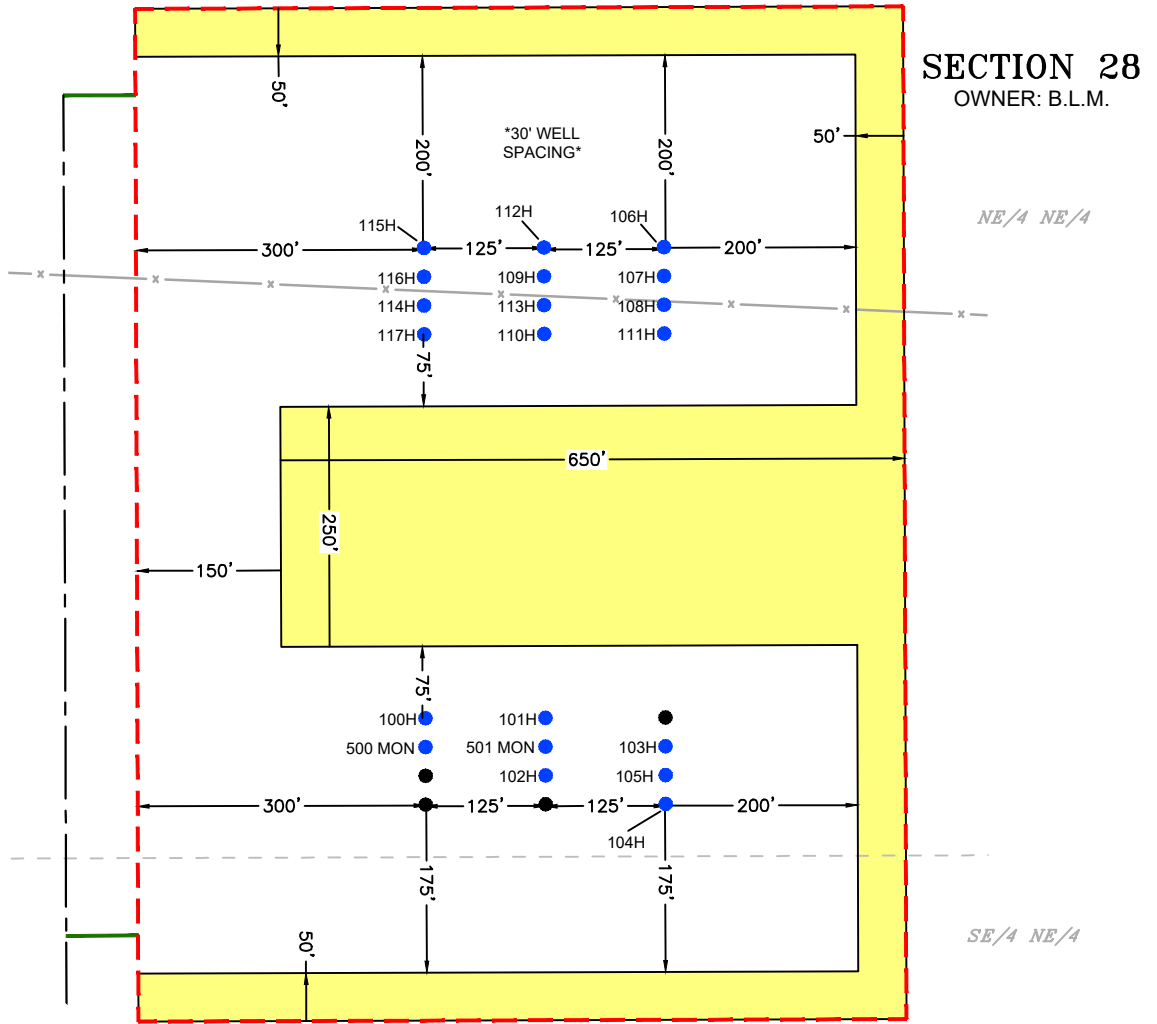 SECTION 28
OWNER: B.L.M.
50'
50'
*30' WELL
SPACING*
200'
200'
NE/4 NE/4
115H
112H
106H
300'
125'
125'
200'
116H
109H
107H
114H
113H
108H
117H
110H
111H
75'
650'
250'
150'
75'
100H
101H
500 MON
501 MON
103H
102H
105H
300'
125'
125'
200'
104H
175'
175'
SE/4 NE/4
50'